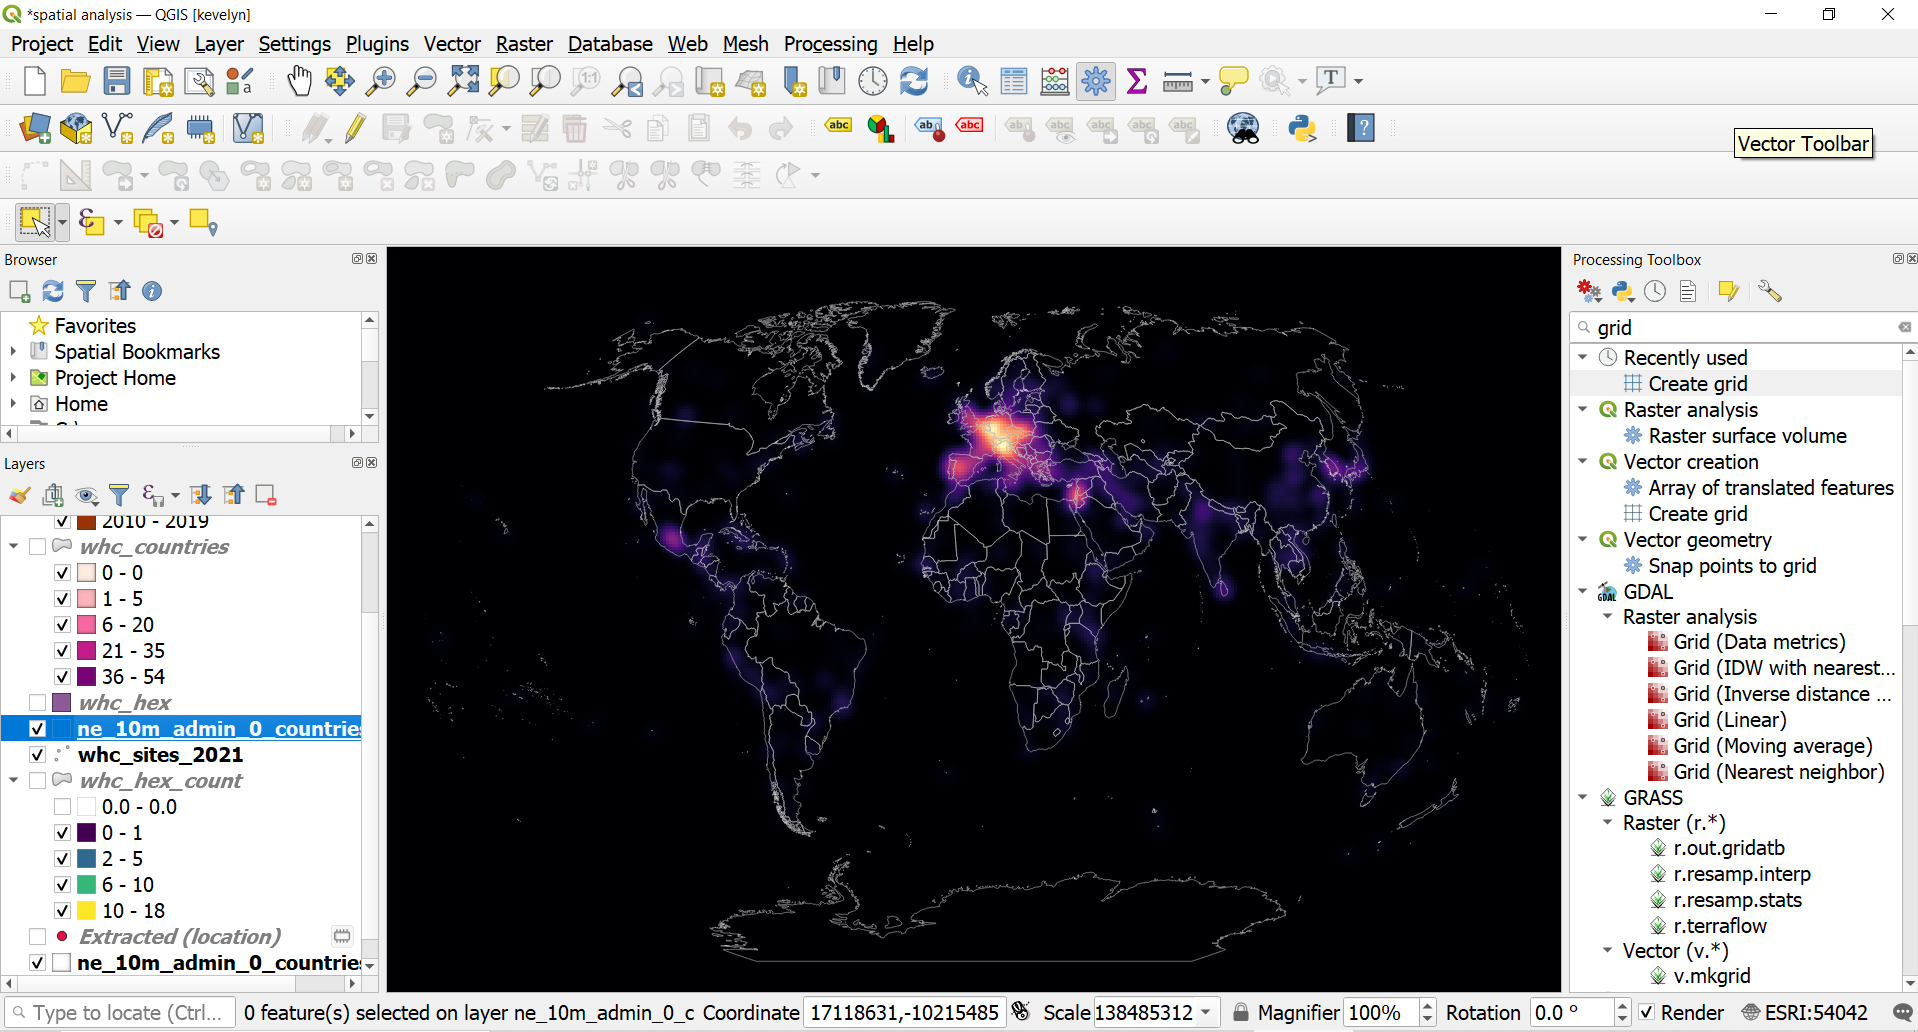 *spatial analysis — QGIS [kevelyn]
Project Edit View Layer Settings Plugins Vector Raster Database Web Mesh Processing Help
a
1:1
T
abc
abc
abc
?
Vector Toolbar
Browser
Favorites
Spatial Bookmarks
Project Home
Home
Layers
2010 - 2019
whc_countries
0 - 0
1 - 5
6 - 20
21 - 35
36 - 54
whc_hex
ne_10m_admin_0_countries
whc_sites_2021
whc_hex_count
0.0 - 0.0
0 - 1
2 - 5
6 - 10
10 - 18
Extracted (location)
ne_10m_admin_0_countries
Processing Toolbox
grid
Recently used
Create grid
Raster analysis
Raster surface volume
Vector creation
Array of translated features
Create grid
Vector geometry
Snap points to grid
GDAL
Raster analysis
Grid (Data metrics)
Grid (IDW with nearest...
Grid (Inverse distance ...
Grid (Linear)
Grid (Moving average)
Grid (Nearest neighbor)
GRASS
Raster (r.*)
r.out.gridatb
r.resamp.interp
r.resamp.stats
r.terraflow
Vector (v.*)
v.mkgrid
Type to locate (Ctrl... 0 feature(s) selected on layer ne_10m_admin_0_c Coordinate 17118631,-10215485 Scale 138485312 Magnifier 100% Rotation 0.0 ° Render ESRI:54042